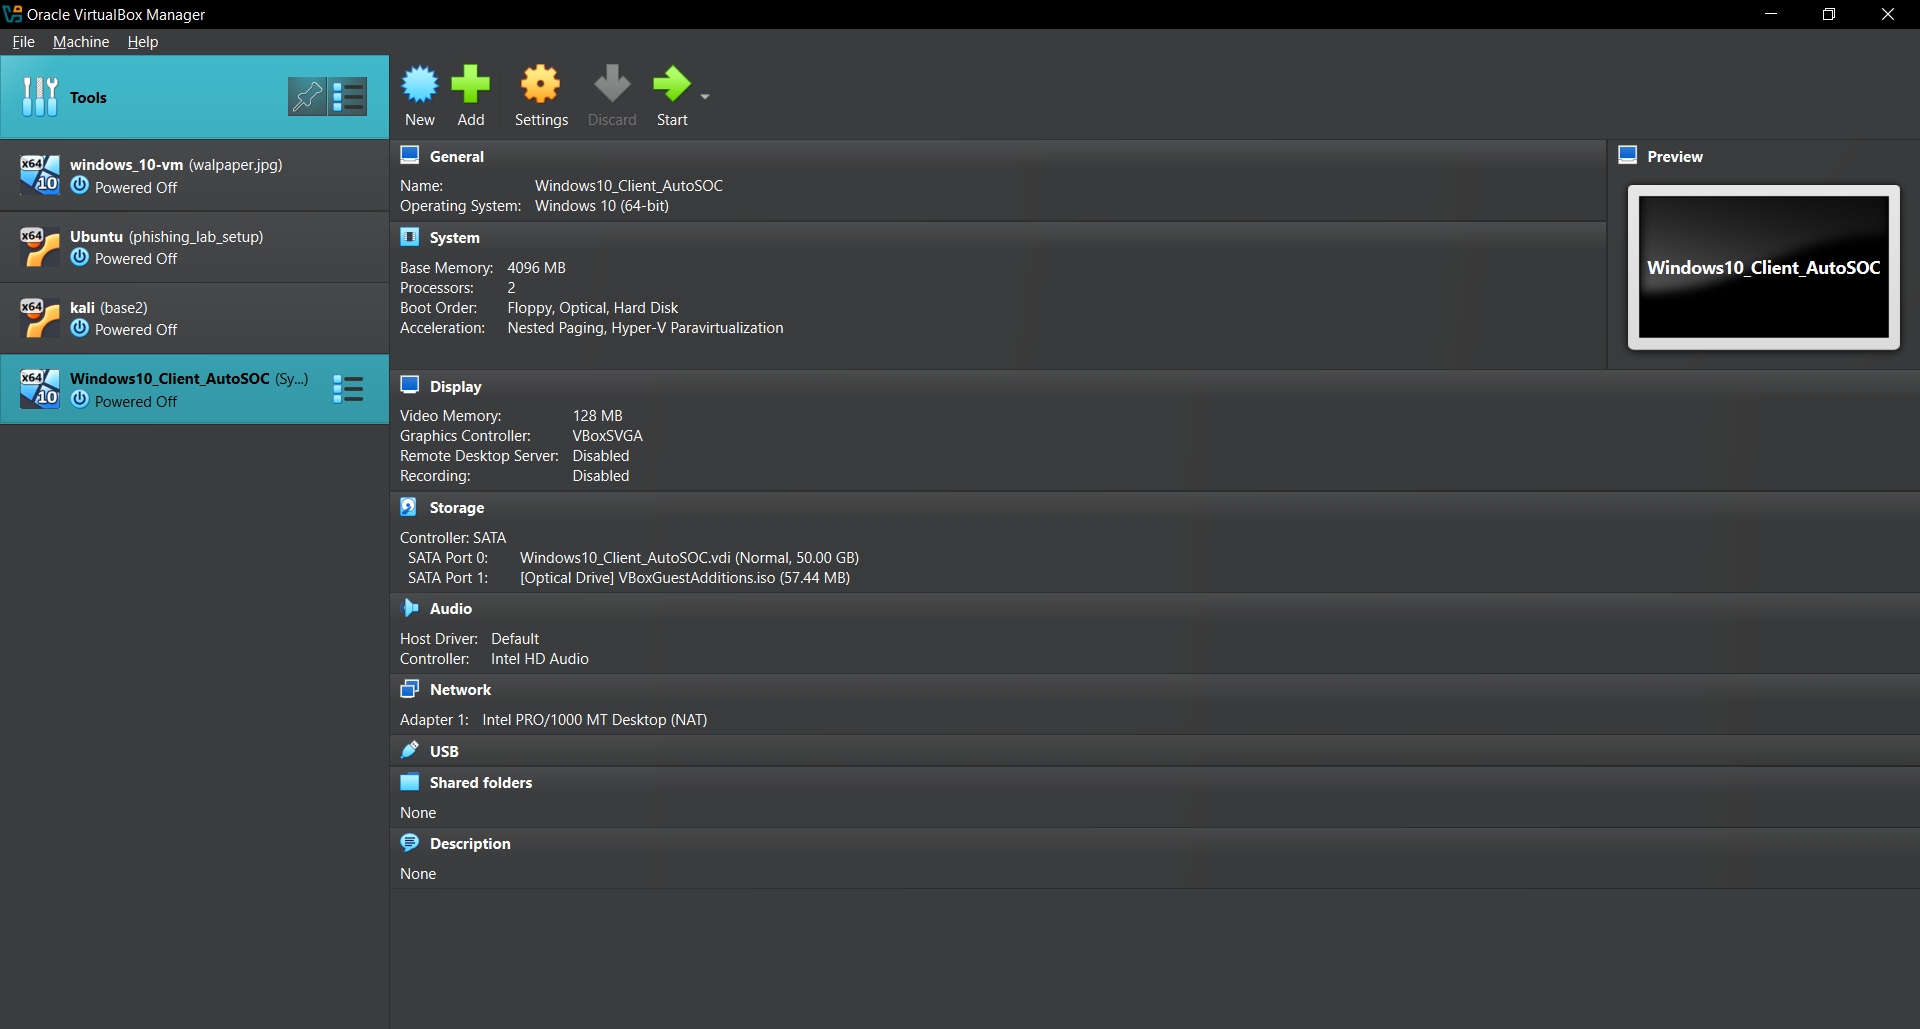 Oracle VirtualBox Manager
File Machine Help
Tools
New Add Settings Discard Start
x64 10 windows_10-vm (walpaper.jpg)
Powered Off
x64 Ubuntu (phishing_lab_setup)
Powered Off
x64 kali (base2)
Powered Off
x64 10 Windows10_Client_AutoSOC (Sy...)
Powered Off
General
Name: Windows10_Client_AutoSOC
Operating System: Windows 10 (64-bit)
System
Base Memory: 4096 MB
Processors: 2
Boot Order: Floppy, Optical, Hard Disk
Acceleration: Nested Paging, Hyper-V Paravirtualization
Preview
Windows10_Client_AutoSOC
Display
Video Memory: 128 MB
Graphics Controller: VBoxSVGA
Remote Desktop Server: Disabled
Recording: Disabled
Storage
Controller: SATA
SATA Port 0: Windows10_Client_AutoSOC.vdi (Normal, 50.00 GB)
SATA Port 1: [Optical Drive] VBoxGuestAdditions.iso (57.44 MB)
Audio
Host Driver: Default
Controller: Intel HD Audio
Network
Adapter 1: Intel PRO/1000 MT Desktop (NAT)
USB
Shared folders
None
Description
None